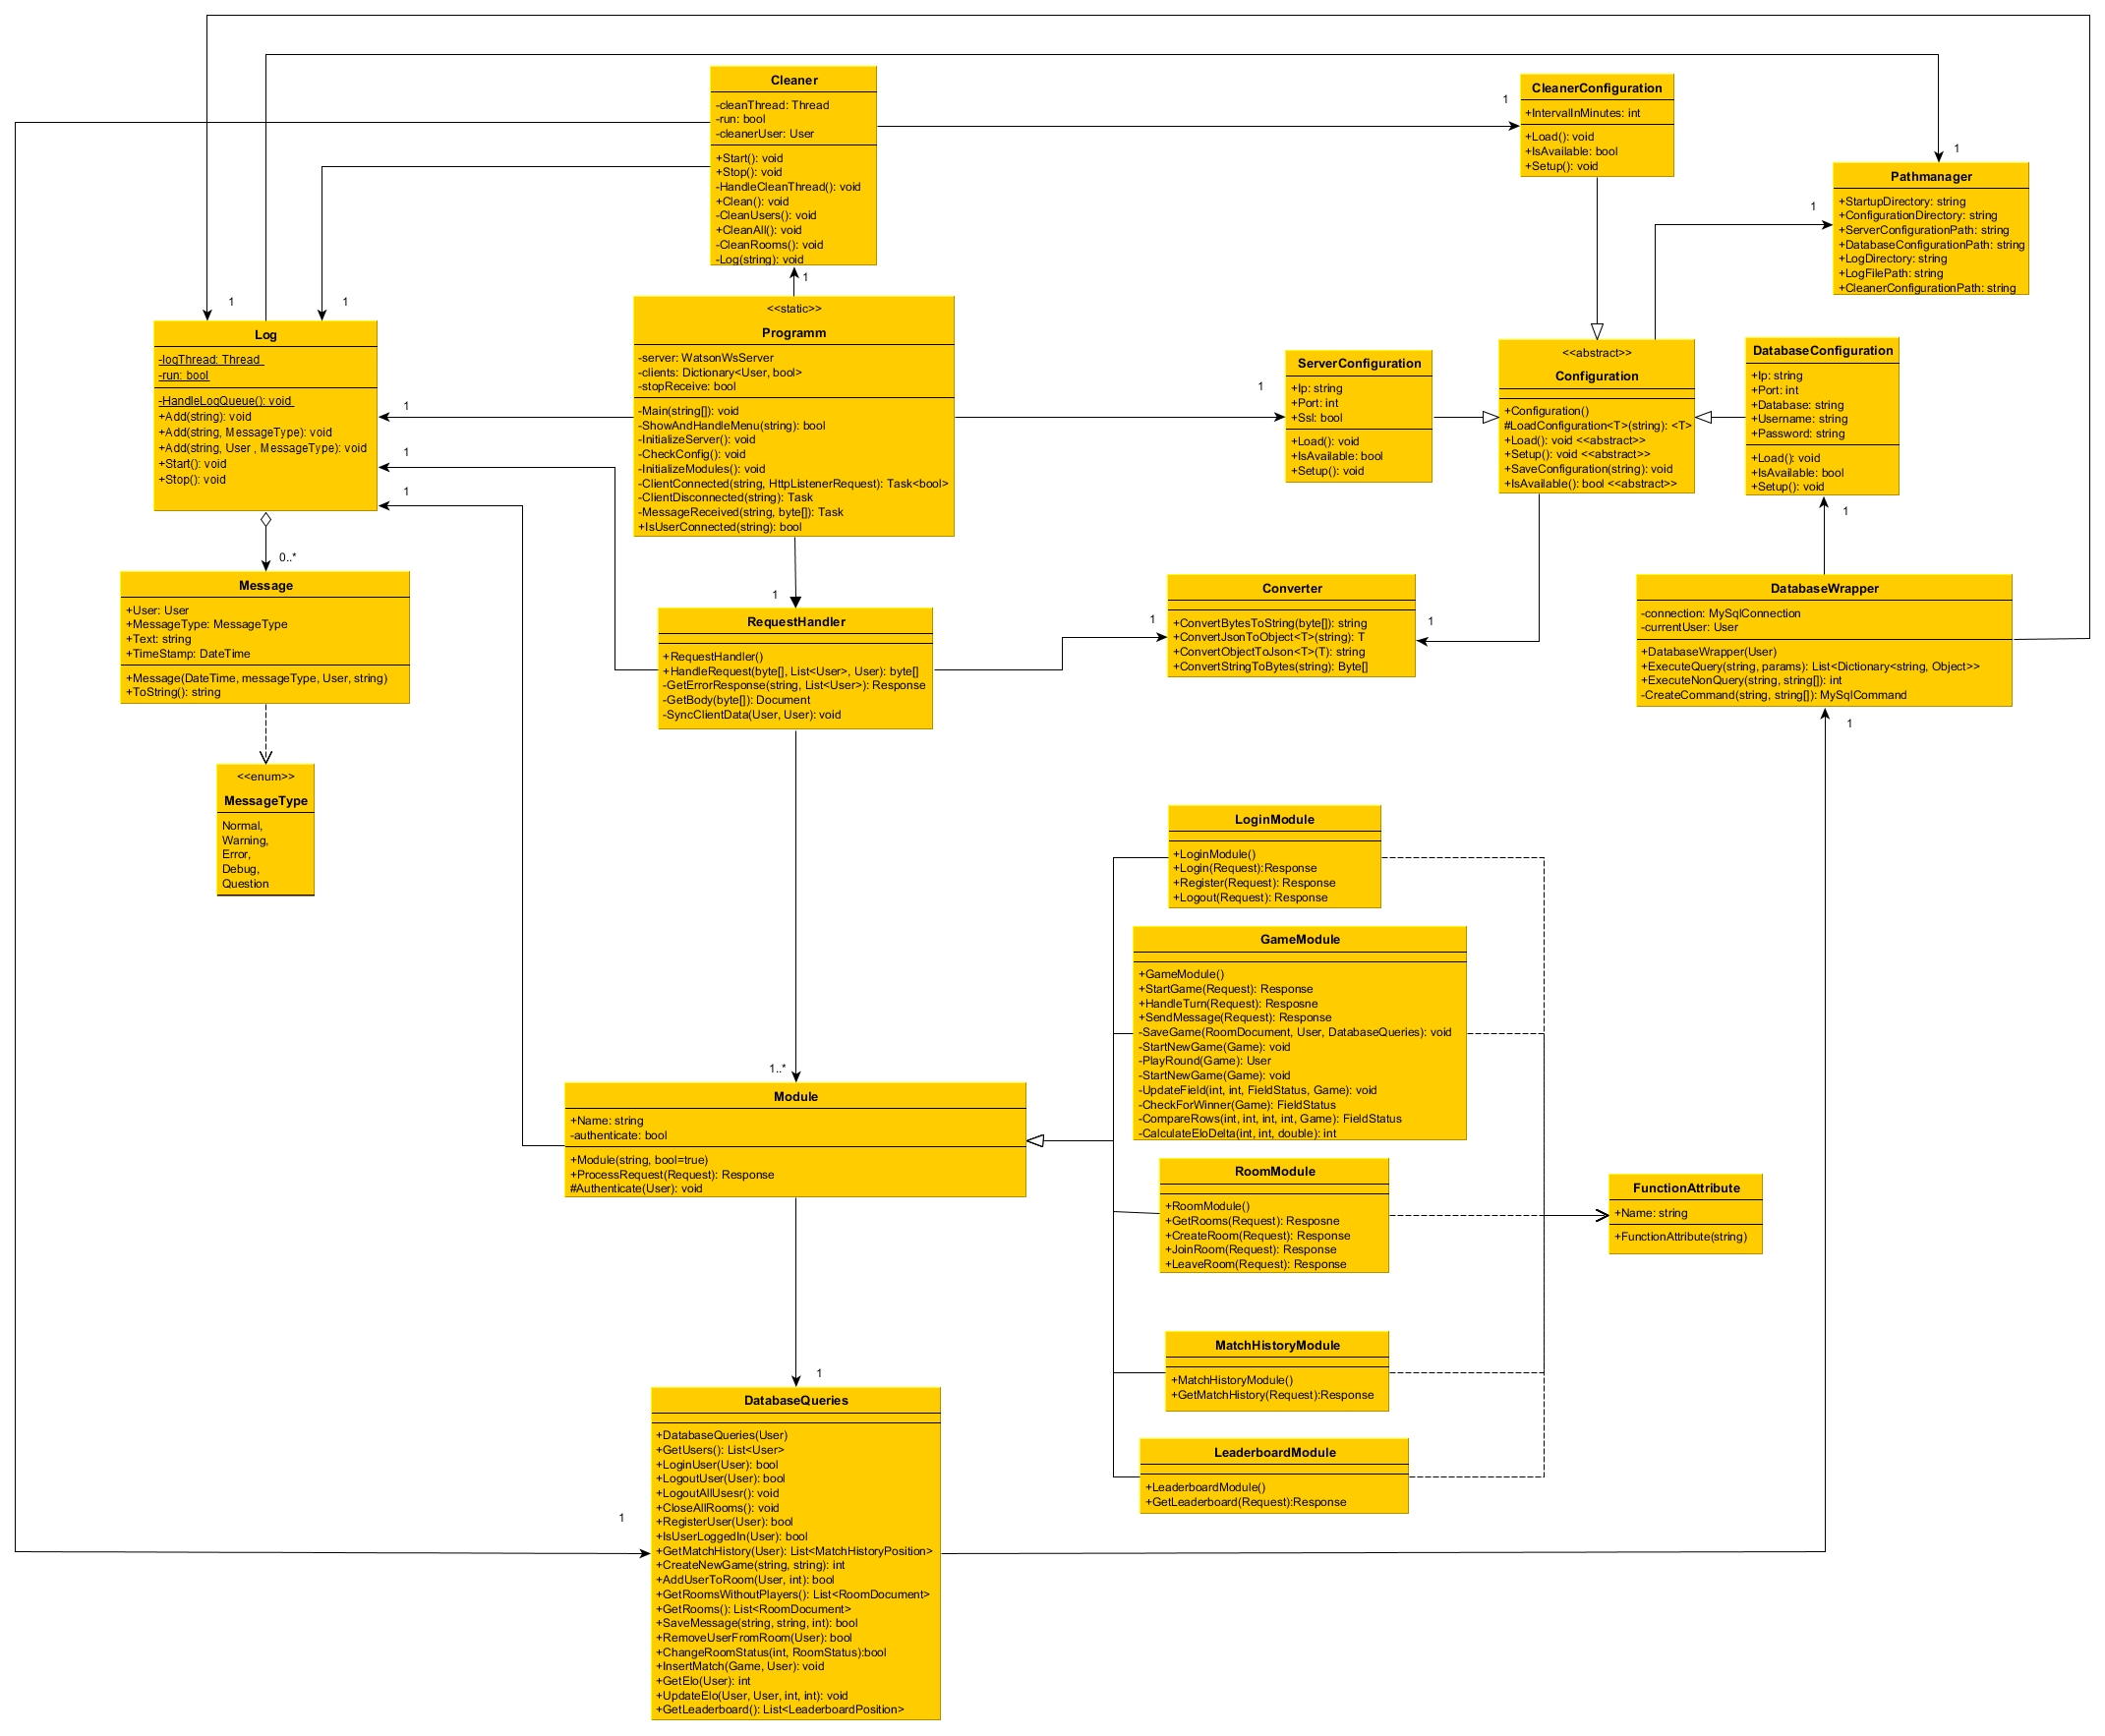 Cleaner
-cleanThread: Thread
-run: bool
-cleanerUser: User
+Start(): void
+Stop(): void
-HandleCleanThread(): void
+Clean(): void
-CleanUsers(): void
+CleanAll(): void
-CleanRooms(): void
-Log(string): void
1
CleanerConfiguration
+IntervalInMinutes: int
+Load(): void
+IsAvailable: bool
+Setup(): void
1
Pathmanager
+StartupDirectory: string
+ConfigurationDirectory: string
+ServerConfigurationPath: string
+DatabaseConfigurationPath: string
+LogDirectory: string
+LogFilePath: string
+CleanerConfigurationPath: string
1
1
1
1
Log
-logThread: Thread
-run: bool
-HandleLogQueue(): void
+Add(string): void
+Add(string, MessageType): void
+Add(string, User , MessageType): void
+Start(): void
+Stop(): void
1
1
1
<<static>>
Programm
-server: WatsonWsServer
-clients: Dictionary<User, bool>
-stopReceive: bool
-Main(string[]): void
-ShowAndHandleMenu(string): bool
-InitializeServer(): void
-CheckConfig(): void
-InitializeModules(): void
-ClientConnected(string, HttpListenerRequest): Task<bool>
-ClientDisconnected(string): Task
-MessageReceived(string, byte[]): Task
+IsUserConnected(string): bool
1
ServerConfiguration
+Ip: string
+Port: int
+Ssl: bool
+Load(): void
+IsAvailable: bool
+Setup(): void
<<abstract>>
Configuration
+Configuration()
#LoadConfiguration<T>(string): <T>
+Load(): void <<abstract>>
+Setup(): void <<abstract>>
+SaveConfiguration(string): void
+IsAvailable(): bool <<abstract>>
DatabaseConfiguration
+Ip: string
+Port: int
+Database: string
+Username: string
+Password: string
+Load(): void
+IsAvailable: bool
+Setup(): void
1
0..*
Message
+User: User
+MessageType: MessageType
+Text: string
+TimeStamp: DateTime
+Message(DateTime, messageType, User, string)
+ToString(): string
1
RequestHandler
+RequestHandler()
+HandleRequest(byte[], List<User>, User): byte[]
-GetErrorResponse(string, List<User>): Response
-GetBody(byte[]): Document
-SyncClientData(User, User): void
1
Converter
+ConvertBytesToString(byte[]): string
+ConvertJsonToObject<T>(string): T
+ConvertObjectToJson<T>(T): string
+ConvertStringToBytes(string): Byte[]
1
DatabaseWrapper
-connection: MySqlConnection
-currentUser: User
+DatabaseWrapper(User)
+ExecuteQuery(string, params): List<Dictionary<string, Object>>
+ExecuteNonQuery(string, string[]): int
-CreateCommand(string, string[]): MySqlCommand
1
<<enum>>
MessageType
Normal,
Warning,
Error,
Debug,
Question
LoginModule
+LoginModule()
+Login(Request):Response
+Register(Request): Response
+Logout(Request): Response
GameModule
+GameModule()
+StartGame(Request): Response
+HandleTurn(Request): Resposne
+SendMessage(Request): Response
-SaveGame(RoomDocument, User, DatabaseQueries): void
-StartNewGame(Game): void
-PlayRound(Game): User
-StartNewGame(Game): void
-UpdateField(int, int, FieldStatus, Game): void
-CheckForWinner(Game): FieldStatus
-CompareRows(int, int, int, int, Game): FieldStatus
-CalculateEloDelta(int, int, double): int
1..*
Module
+Name: string
-authenticate: bool
+Module(string, bool=true)
+ProcessRequest(Request): Response
#Authenticate(User): void
RoomModule
+RoomModule()
+GetRooms(Request): Resposne
+CreateRoom(Request): Response
+JoinRoom(Request): Response
+LeaveRoom(Request): Response
FunctionAttribute
+Name: string
+FunctionAttribute(string)
MatchHistoryModule
+MatchHistoryModule()
+GetMatchHistory(Request):Response
LeaderboardModule
+LeaderboardModule()
+GetLeaderboard(Request):Response
1
1
DatabaseQueries
+DatabaseQueries(User)
+GetUsers(): List<User>
+LoginUser(User): bool
+LogoutUser(User): bool
+LogoutAllUsesr(): void
+CloseAllRooms(): void
+RegisterUser(User): bool
+IsUserLoggedIn(User): bool
+GetMatchHistory(User): List<MatchHistoryPosition>
+CreateNewGame(string, string): int
+AddUserToRoom(User, int): bool
+GetRoomsWithoutPlayers(): List<RoomDocument>
+GetRooms(): List<RoomDocument>
+SaveMessage(string, string, int): bool
+RemoveUserFromRoom(User): bool
+ChangeRoomStatus(int, RoomStatus):bool
+InsertMatch(Game, User): void
+GetElo(User): int
+UpdateElo(User, User, int, int): void
+GetLeaderboard(): List<LeaderboardPosition>